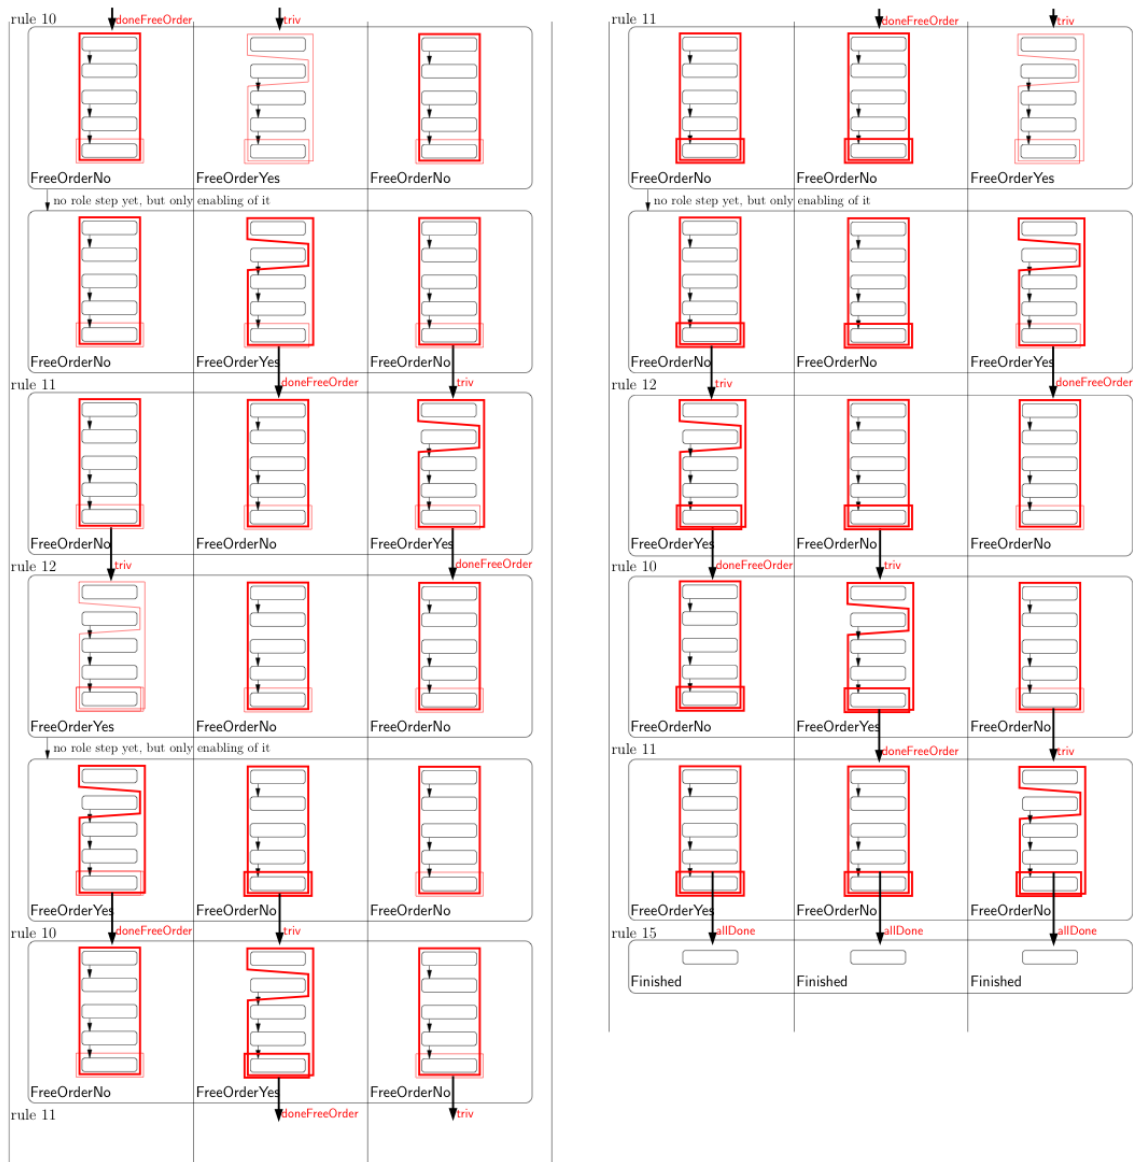 rule 10
doneFreeOrder triv
FreeOrderNo FreeOrderYes FreeOrderNo
no role step yet, but only enabling of it
FreeOrderNo FreeOrderYes FreeOrderNo
rule 11
doneFreeOrder triv
FreeOrderNo FreeOrderNo FreeOrderYes
rule 12
triv doneFreeOrder
FreeOrderYes FreeOrderNo FreeOrderNo
no role step yet, but only enabling of it
FreeOrderYes FreeOrderNo FreeOrderNo
rule 10
doneFreeOrder triv
FreeOrderNo FreeOrderYes FreeOrderNo
rule 11
doneFreeOrder triv
rule 11
doneFreeOrder triv
FreeOrderNo FreeOrderNo FreeOrderYes
no role step yet, but only enabling of it
FreeOrderNo FreeOrderNo FreeOrderYes
rule 12
triv doneFreeOrder
FreeOrderYes FreeOrderNo FreeOrderNo
rule 10
doneFreeOrder triv
FreeOrderNo FreeOrderYes FreeOrderNo
rule 11
doneFreeOrder triv
FreeOrderYes FreeOrderNo FreeOrderNo
rule 15
allDone allDone allDone
Finished Finished Finished